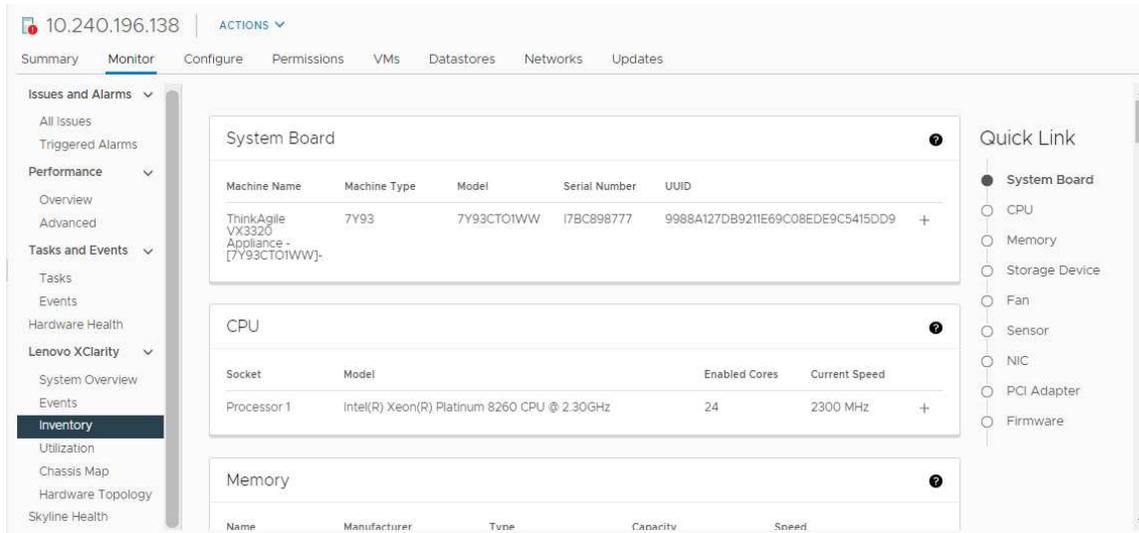 10.240.196.138 ACTIONS
Summary Monitor Configure Permissions VMs Datastores Networks Updates
Issues and Alarms
All Issues
Triggered Alarms
Performance
Overview
Advanced
Tasks and Events
Tasks
Events
Hardware Health
Lenovo XClarity
System Overview
Events
Inventory
Utilization
Chassis Map
Hardware Topology
Skyline Health
System Board
Machine Name Machine Type Model Serial Number UUID
ThinkAgile 7Y93 7Y93CTO1WW I7BC898777 9988A127DB9211E69C08EDE9C5415DD9 +
VX3320
Appliance -
[7Y93CTO1WW]-
CPU
Socket Model Enabled Cores Current Speed
Processor 1 Intel(R) Xeon(R) Platinum 8260 CPU @ 2.30GHz 24 2300 MHz +
Memory
Name Manufacturer Type Capacity Speed
Quick Link
System Board
CPU
Memory
Storage Device
Fan
Sensor
NIC
PCI Adapter
Firmware